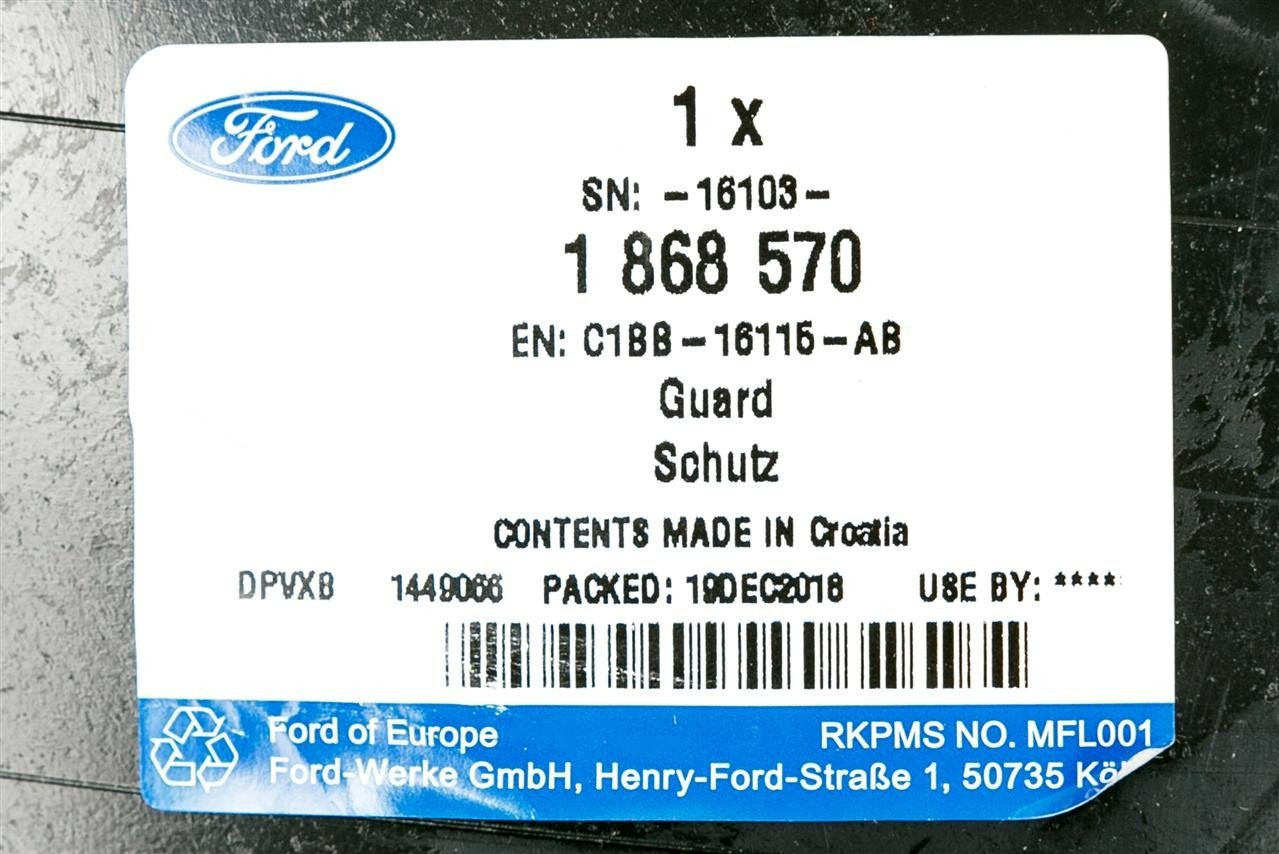 Ford
1 x
SN: -16103-
1 868 570
EN: C1BB-16115-AB
Guard
Schutz
CONTENTS MADE IN Croatia
DPVXB 1449066 PACKED: 19DEC2018 USE BY: ****
Ford of Europe RKPMS NO. MFL001
Ford-Werke GmbH, Henry-Ford-Straße 1, 50735